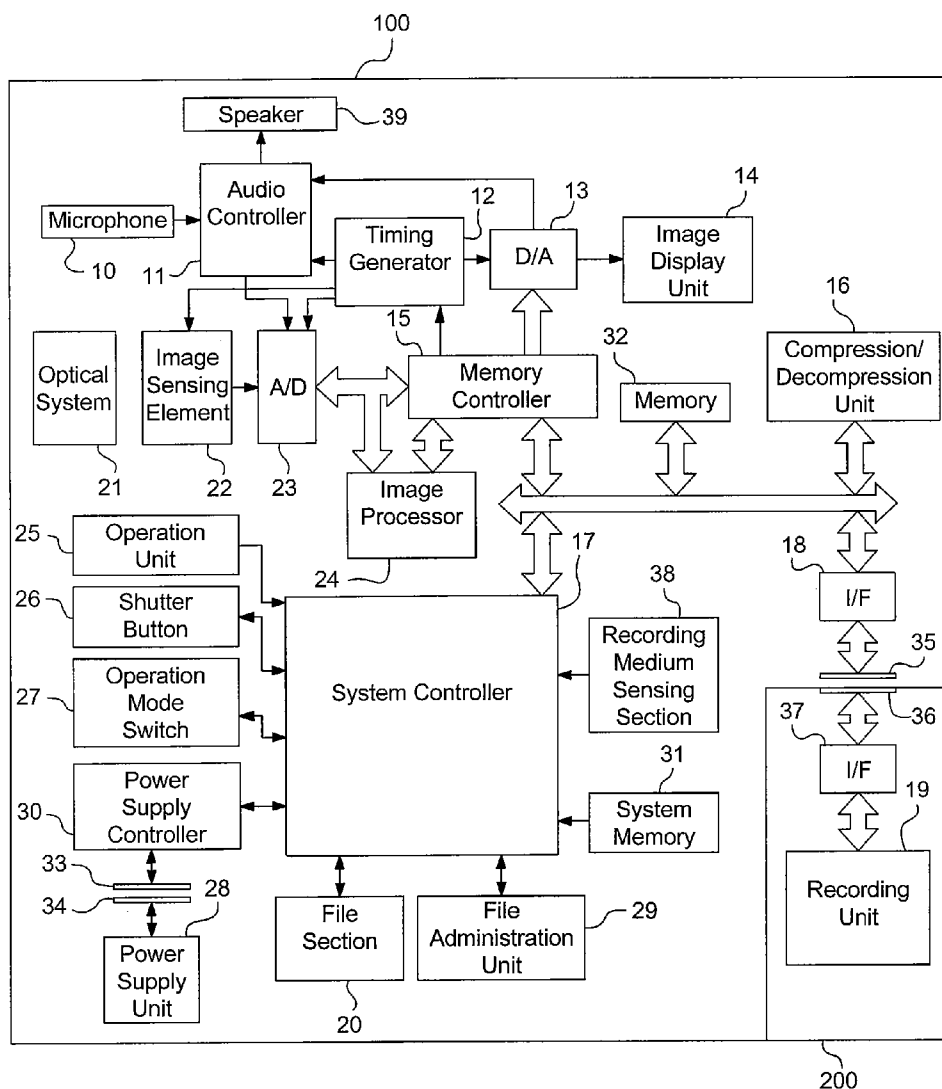 100
Speaker
39
Audio
Controller
Microphone
10
11
12
Timing
Generator
13
D/A
14
Image
Display
Unit
15
Memory
Controller
16
Compression/
Decompression
Unit
32
Memory
Optical
System
21
Image
Sensing
Element
22
A/D
23
Image
Processor
24
25
Operation
Unit
26
Shutter
Button
27
Operation
Mode
Switch
17
System Controller
38
Recording
Medium
Sensing
Section
18
I/F
35
36
37
I/F
30
Power
Supply
Controller
31
System
Memory
19
Recording
Unit
33
34
28
Power
Supply
Unit
File
Section
20
File
Administration
Unit
29
200